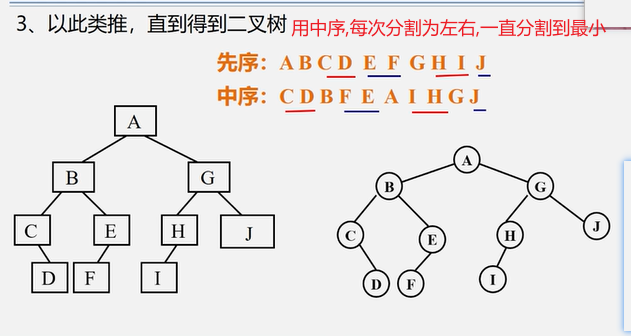 3、以此类推，直到得到二叉树 用中序,每次分割为左右,一直分割到最小
先序：A B C D E F G H I J
中序：C D B F E A I H G J
A
B G
C E H J
D F I
A
B G
C E H J
D F I